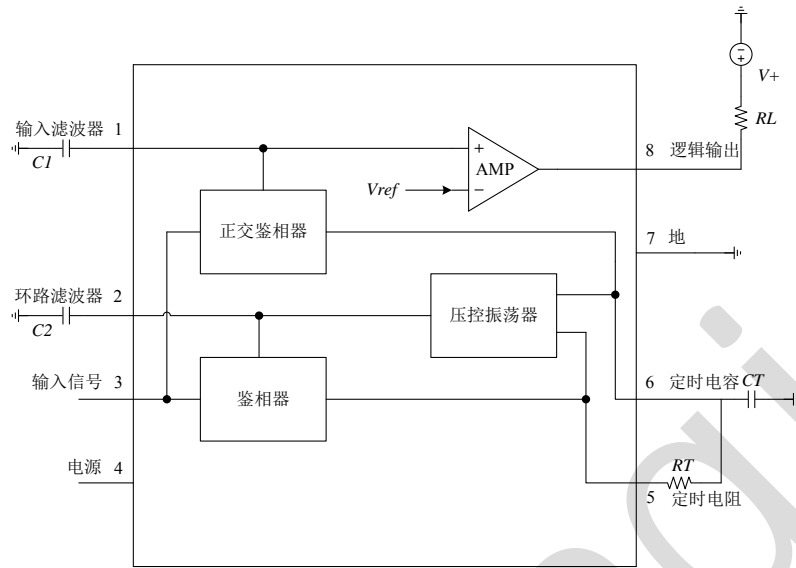 V+
RL
输入滤波器 1
C1
+
AMP
Vref
−
8 逻辑输出
正交鉴相器
7 地
环路滤波器 2
C2
压控振荡器
输入信号 3
鉴相器
6 定时电容 CT
电源 4
RT
5 定时电阻